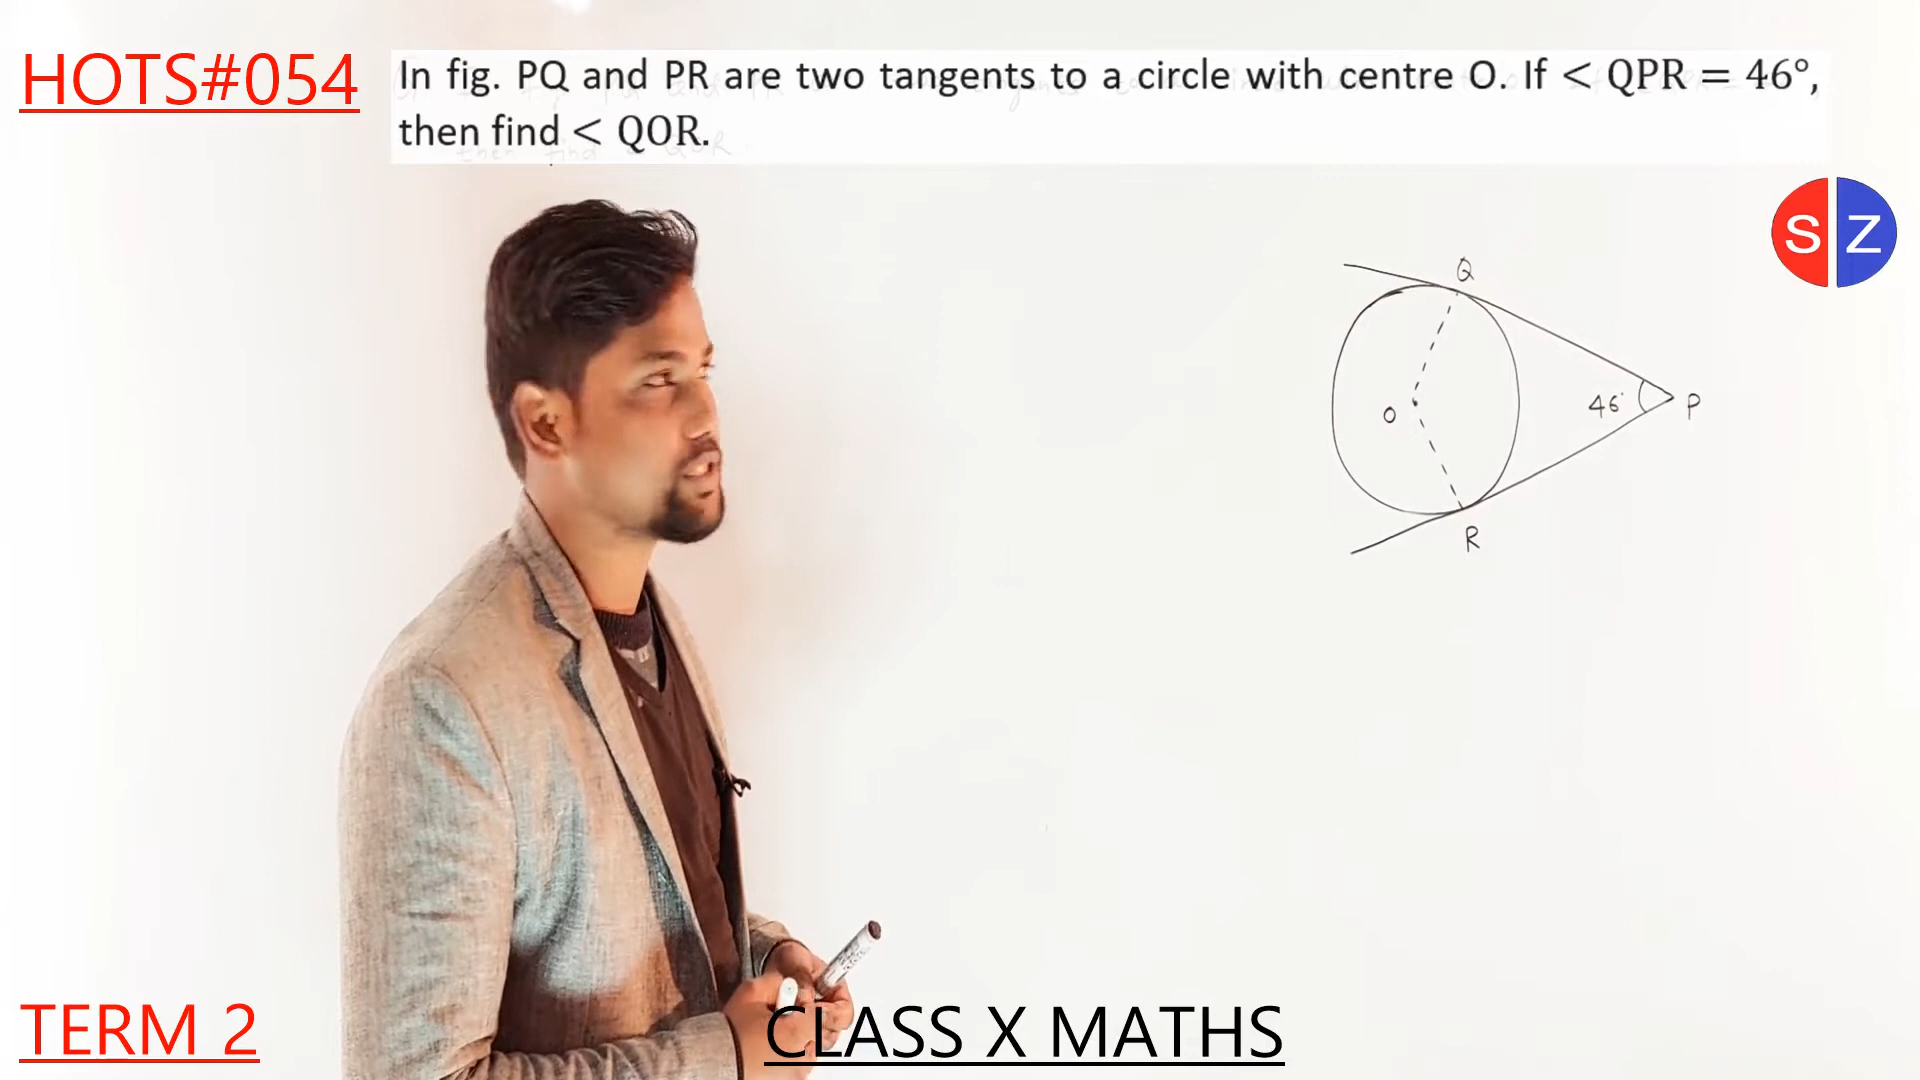 HOTS#054
In fig. PQ and PR are two tangents to a circle with centre O. If < QPR = 46°,
then find < QOR.
S Z
Q
O
46°
P
R
TERM 2
CLASS X MATHS